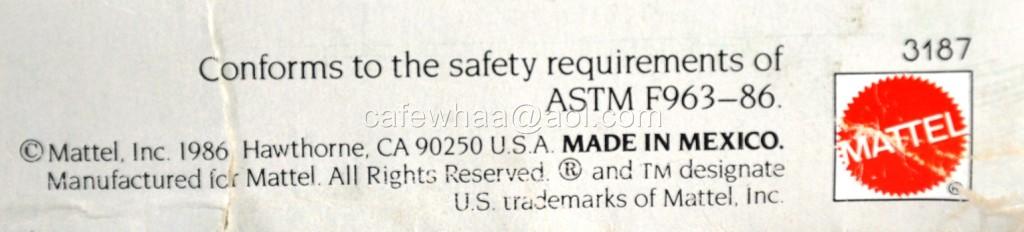 3187
Conforms to the safety requirements of
ASTM F963–86.
cafewhaa@aol.com
© Mattel, Inc. 1986 Hawthorne, CA 90250 U.S.A. MADE IN MEXICO.
Manufactured for Mattel. All Rights Reserved. ® and TM designate
U.S. trademarks of Mattel, Inc.
MATTEL
®